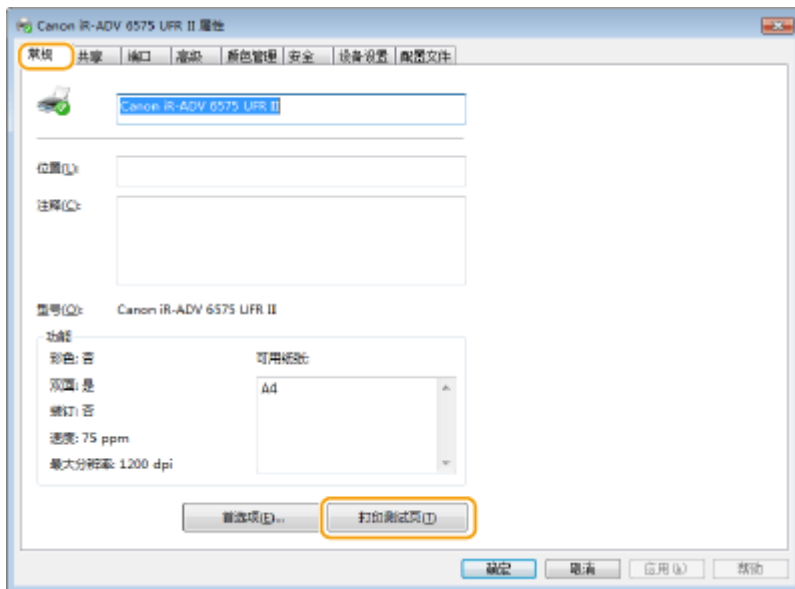 Canon iR-ADV 6575 UFR II 属性
常规 共享 端口 高级 颜色管理 安全 设备设置 配置文件
Canon iR-ADV 6575 UFR II
位置(L):
注释(C):
型号(O): Canon iR-ADV 6575 UFR II
功能
彩色: 否 可用纸张:
双面: 是 A4
装订: 否
速度: 75 ppm
最大分辨率: 1200 dpi
首选项(E)... 打印测试页(T)
确定 取消 应用(A) 帮助